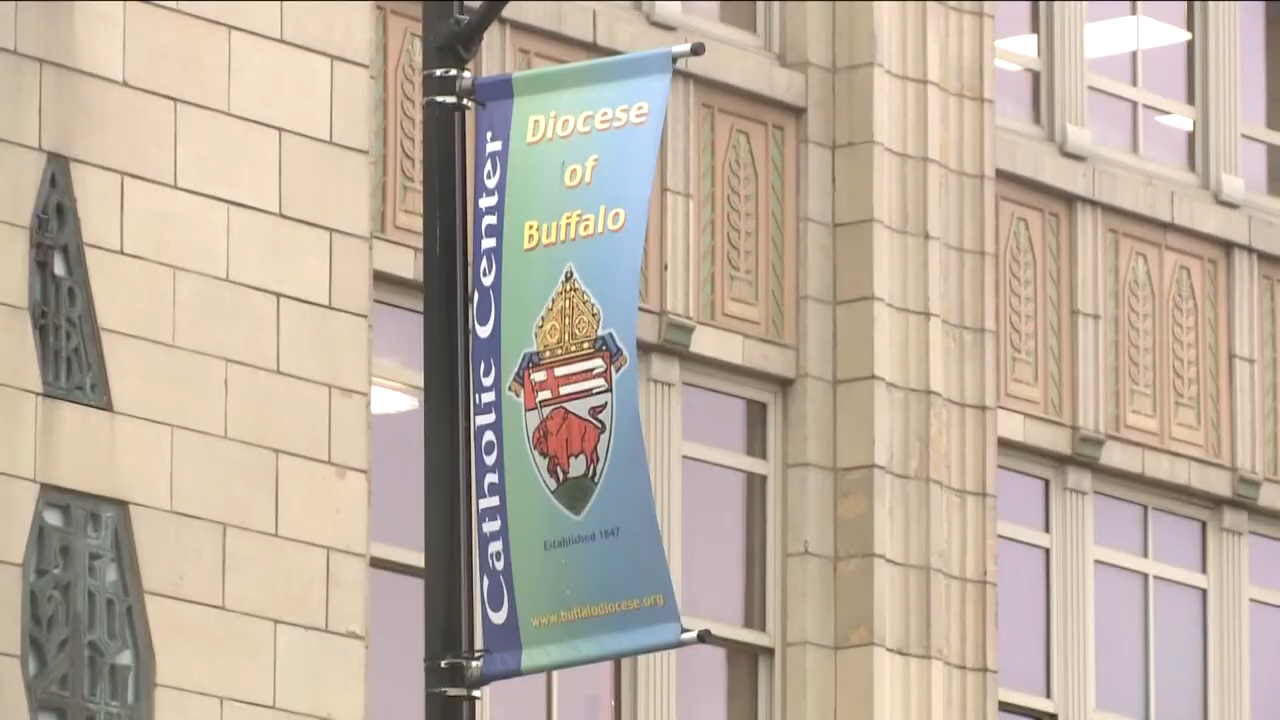 Catholic Center
Diocese
of
Buffalo
Established 1847
www.buffalodiocese.org